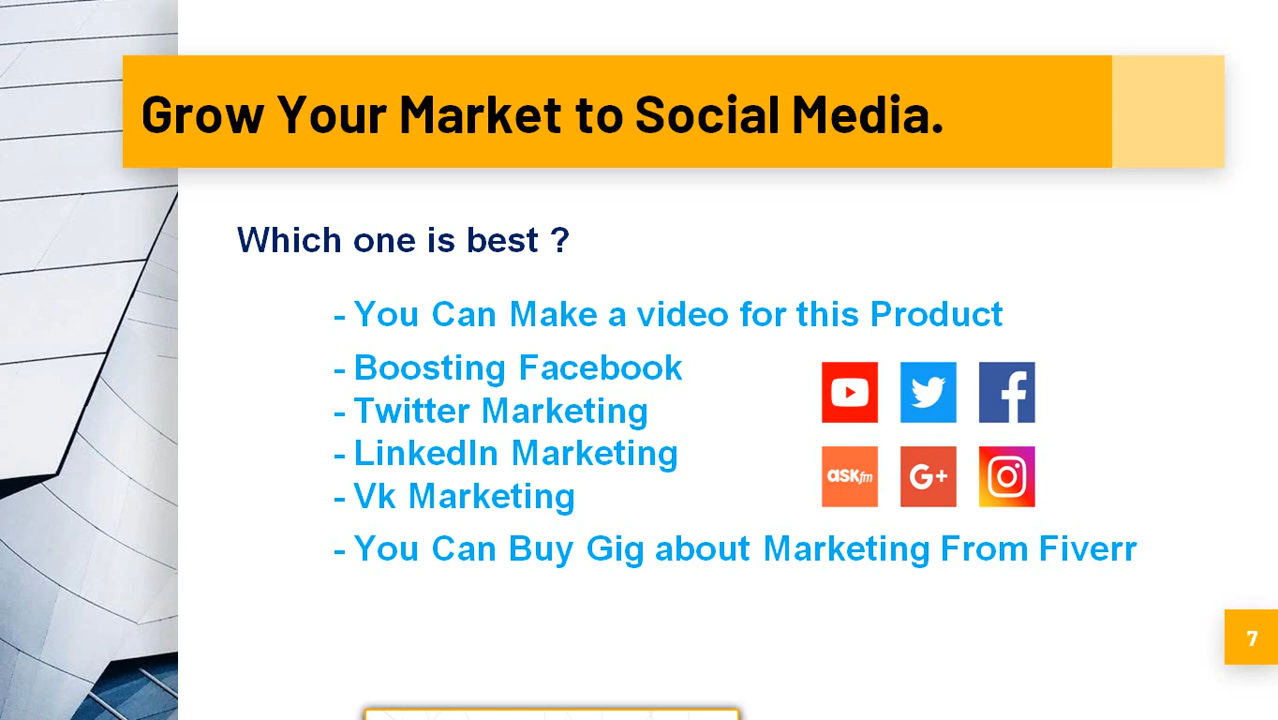 Grow Your Market to Social Media.
Which one is best ?
- You Can Make a video for this Product
- Boosting Facebook
- Twitter Marketing
- LinkedIn Marketing
- Vk Marketing
ASKfm G+
- You Can Buy Gig about Marketing From Fiverr
7